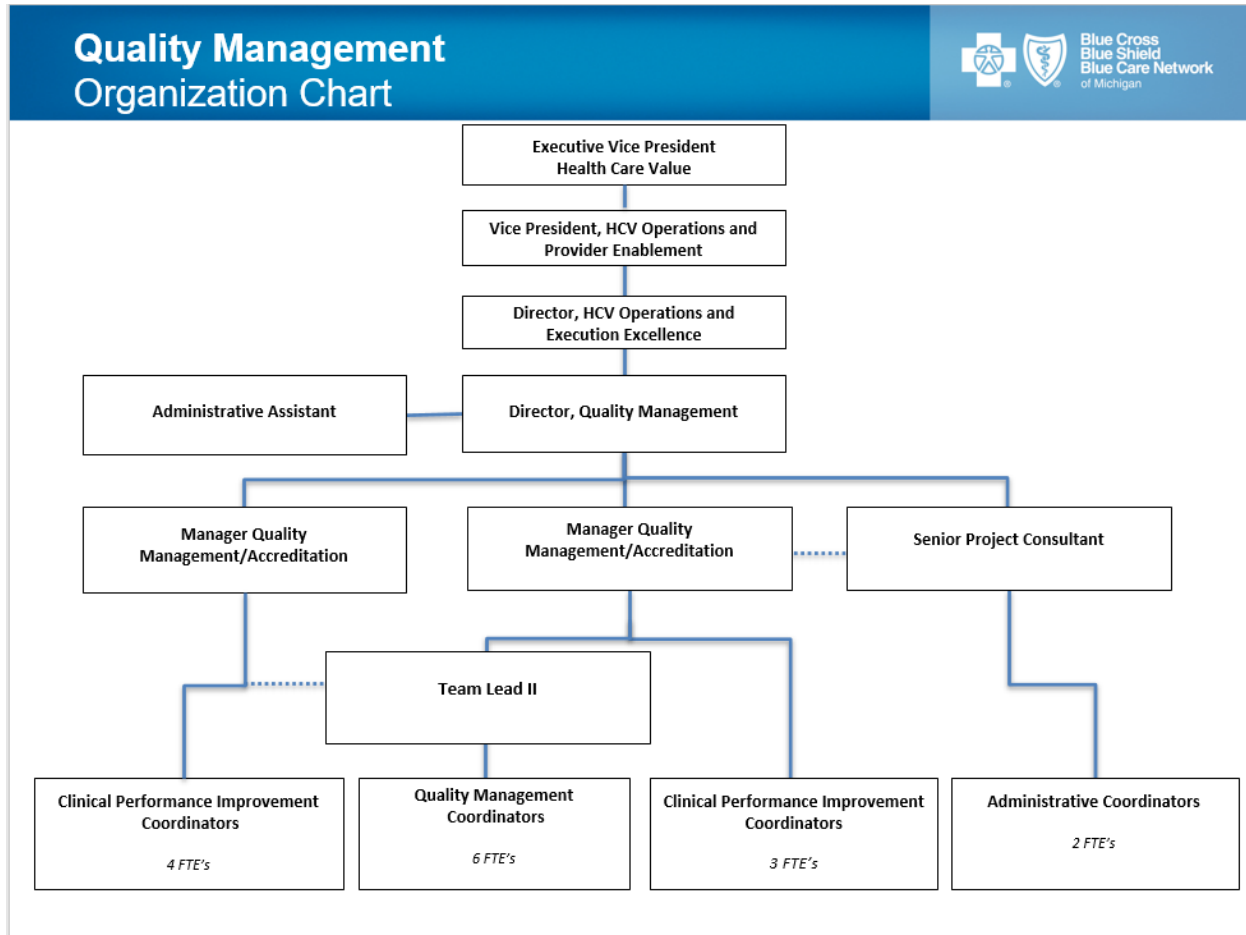 Quality Management
Organization Chart
Blue Cross
Blue Shield
Blue Care Network
of Michigan
Executive Vice President
Health Care Value
Vice President, HCV Operations and
Provider Enablement
Director, HCV Operations and
Execution Excellence
Administrative Assistant
Director, Quality Management
Manager Quality
Management/Accreditation
Manager Quality
Management/Accreditation
Senior Project Consultant
Team Lead II
Clinical Performance Improvement
Coordinators
4 FTE's
Quality Management
Coordinators
6 FTE's
Clinical Performance Improvement
Coordinators
3 FTE's
Administrative Coordinators
2 FTE's